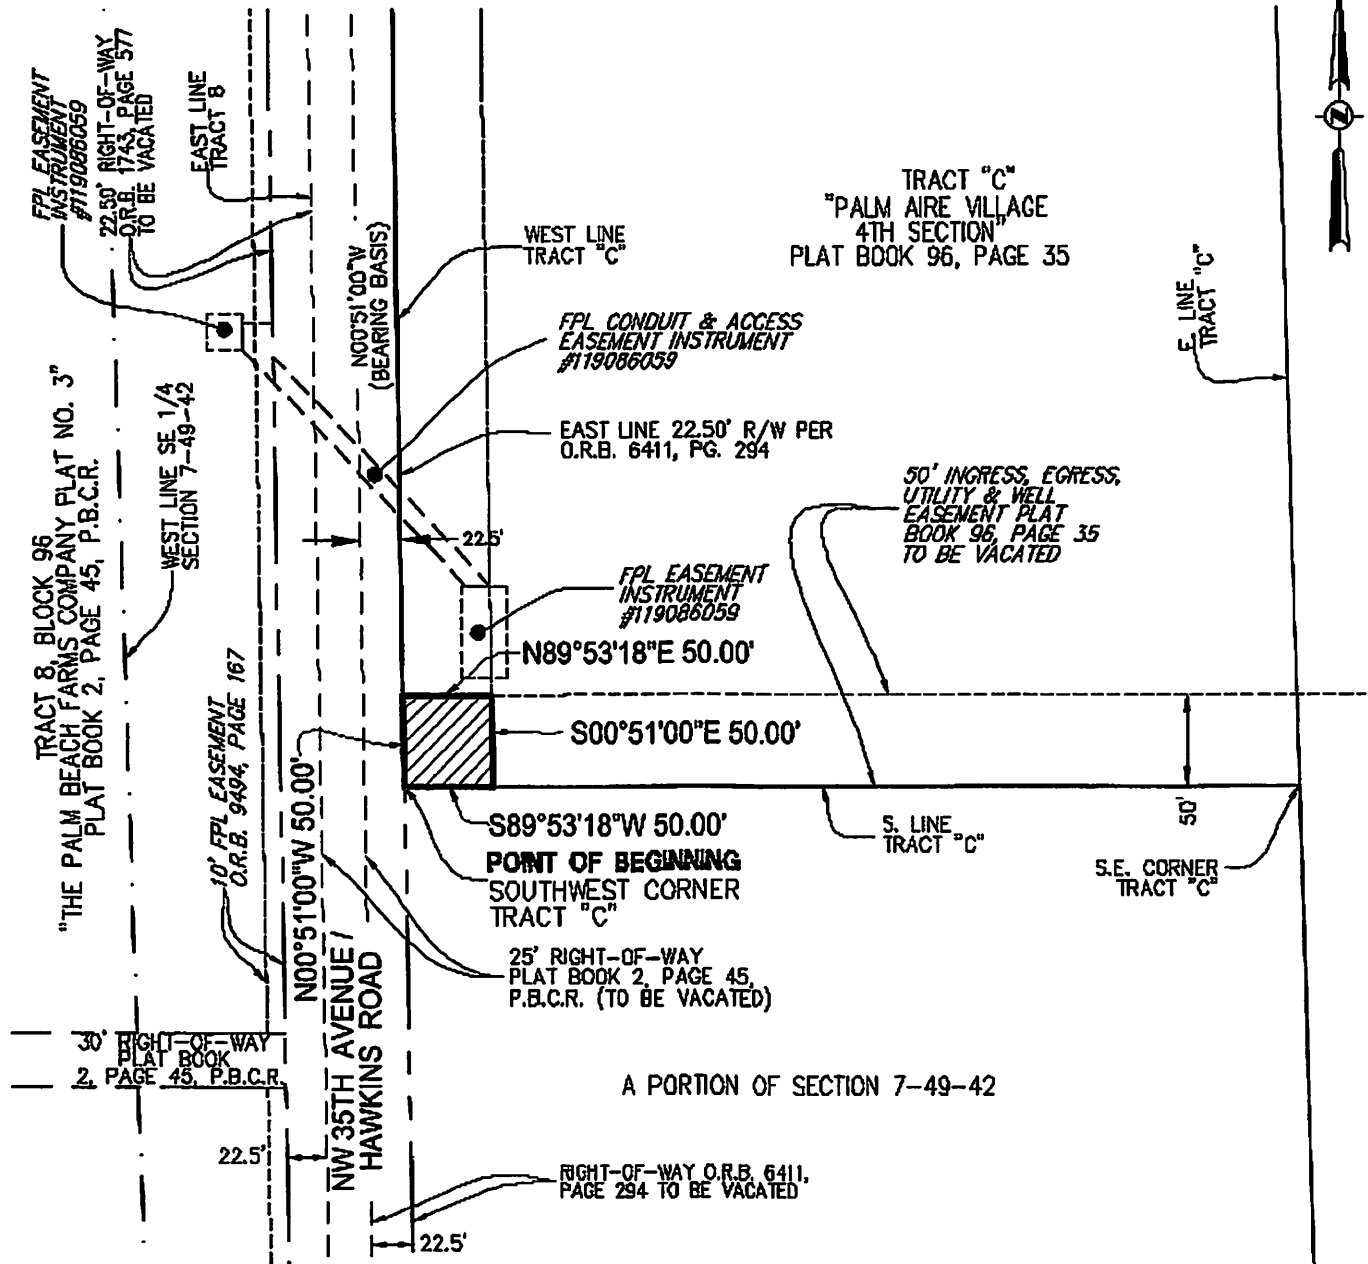 FPL EASEMENT
INSTRUMENT
#119086059
22.50' RIGHT-OF-WAY
O.R.B. 1743, PAGE 577
TO BE VACATED
EAST LINE
TRACT 8
N00°51'00"W
(BEARING BASIS)
WEST LINE
TRACT "C"
TRACT "C"
"PALM AIRE VILLAGE
4TH SECTION"
PLAT BOOK 96, PAGE 35
Z
E. LINE
TRACT "C"
FPL CONDUIT & ACCESS
EASEMENT INSTRUMENT
#119086059
EAST LINE 22.50' R/W PER
O.R.B. 6411, PG. 294
50' INGRESS, EGRESS,
UTILITY & WELL
EASEMENT PLAT
BOOK 96, PAGE 35
TO BE VACATED
TRACT 8, BLOCK 96
"THE PALM BEACH FARMS COMPANY PLAT NO. 3"
PLAT BOOK 2, PAGE 45, P.B.C.R.
WEST LINE SE 1/4
SECTION 7-49-42
22.5'
FPL EASEMENT
INSTRUMENT
#119086059
N89°53'18"E 50.00'
S00°51'00"E 50.00'
10' FPL EASEMENT
O.R.B. 9494, PAGE 167
N00°51'00"W 50.00'
S89°53'18"W 50.00'
POINT OF BEGINNING
SOUTHWEST CORNER
TRACT "C"
S. LINE
TRACT "C"
50'
S.E. CORNER
TRACT "C"
25' RIGHT-OF-WAY
PLAT BOOK 2, PAGE 45,
P.B.C.R. (TO BE VACATED)
NW 35TH AVENUE/
HAWKINS ROAD
30' RIGHT-OF-WAY
PLAT BOOK
2, PAGE 45, P.B.C.R.
A PORTION OF SECTION 7-49-42
22.5'
RIGHT-OF-WAY O.R.B. 6411,
PAGE 294 TO BE VACATED
22.5'